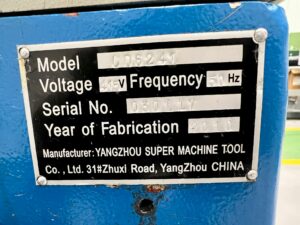 Model CQ6241
Voltage V Frequency Hz
Serial No.
Year of Fabrication
Manufacturer: YANGZHOU SUPER MACHINE TOOL
Co., Ltd. 31#Zhuxi Road, YangZhou CHINA